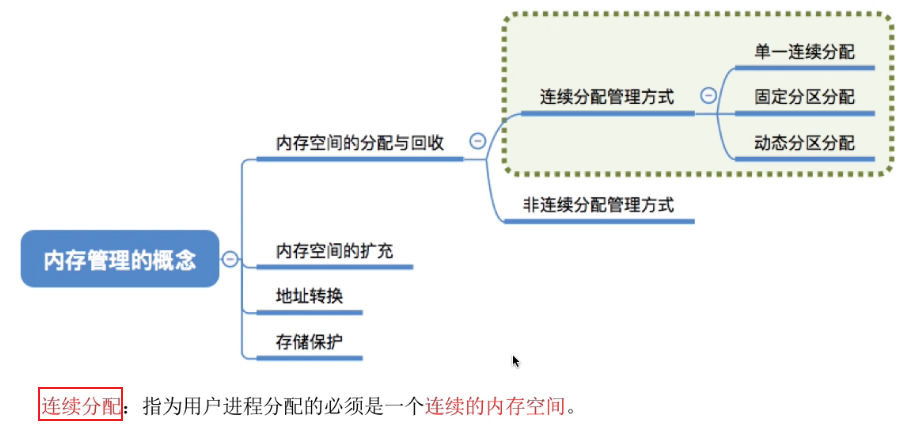 内存管理的概念
内存空间的分配与回收
连续分配管理方式
单一连续分配
固定分区分配
动态分区分配
非连续分配管理方式
内存空间的扩充
地址转换
存储保护
连续分配：指为用户进程分配的必须是一个连续的内存空间。